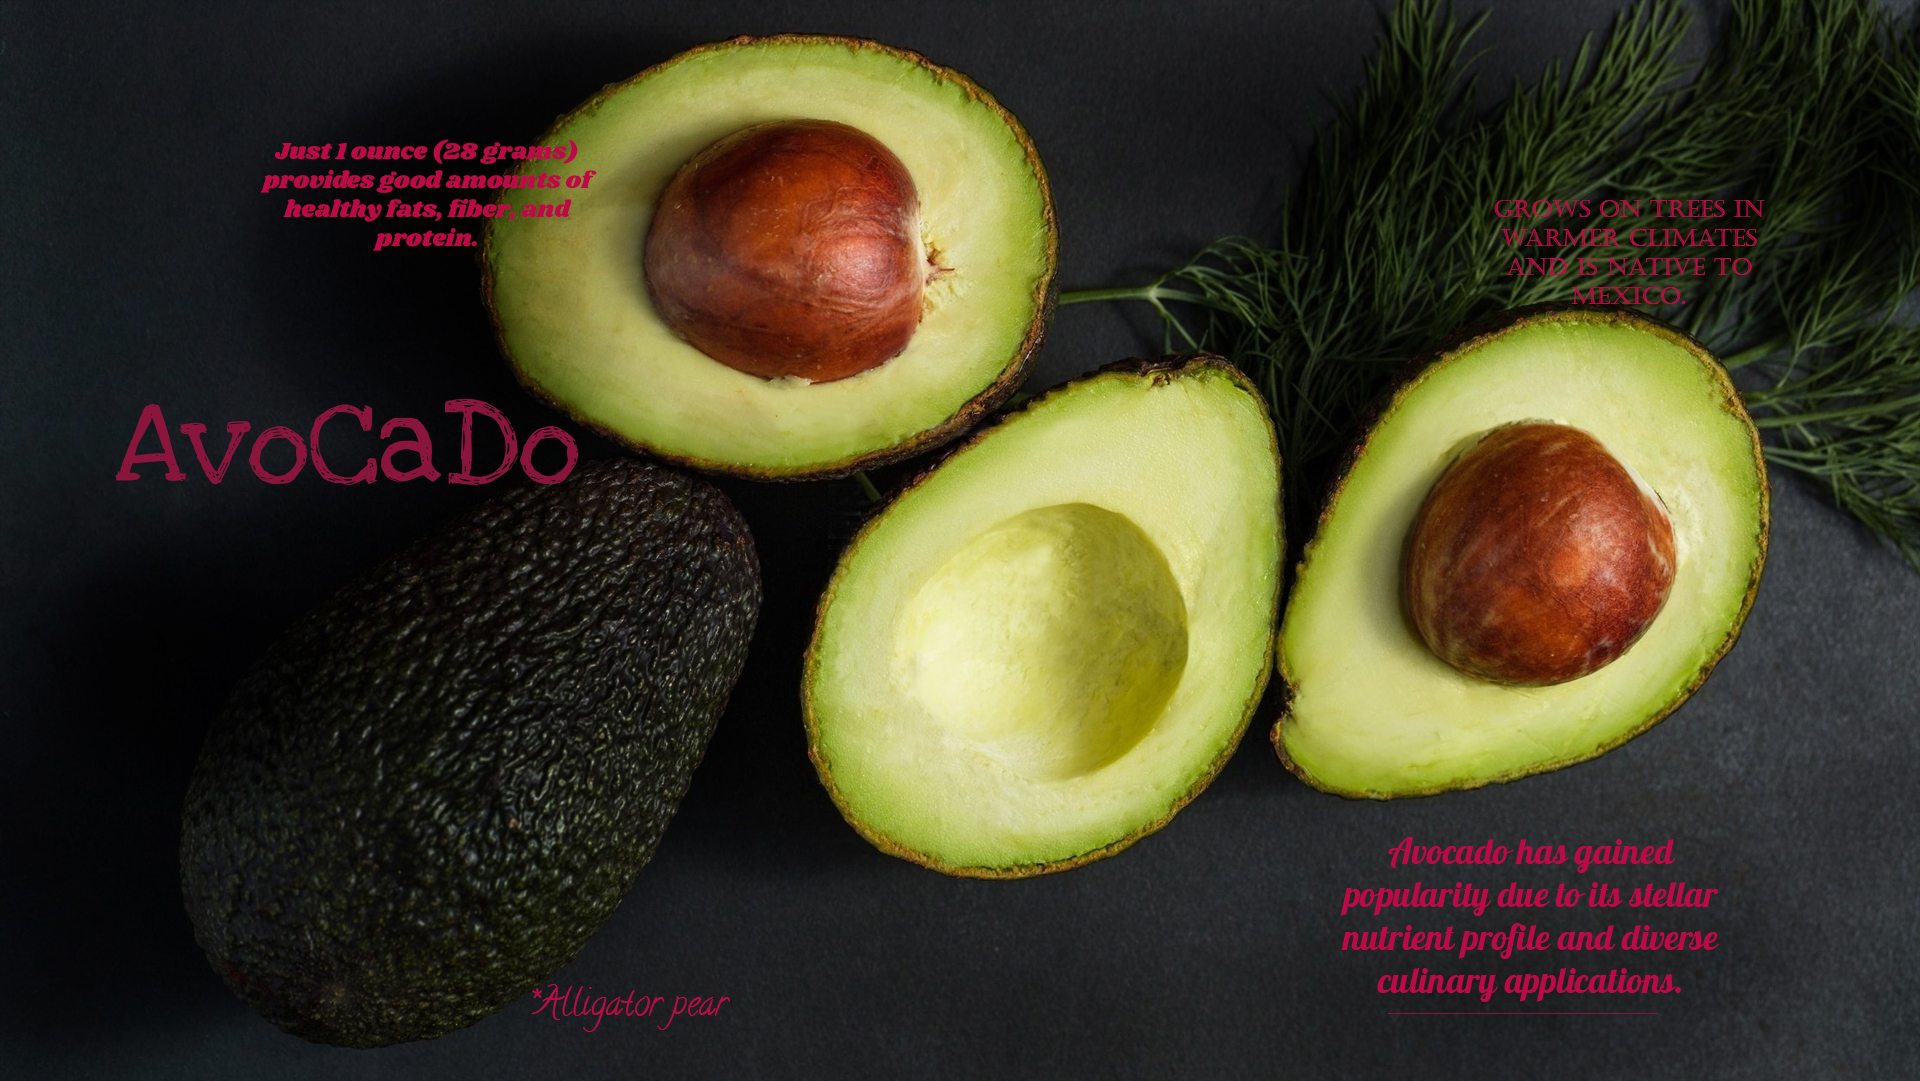 Just 1 ounce (28 grams)
provides good amounts of
healthy fats, fiber, and
protein.
GROWS ON TREES IN
WARMER CLIMATES
AND IS NATIVE TO
MEXICO.
AvoCaDo
Avocado has gained
popularity due to its stellar
nutrient profile and diverse
culinary applications.
*Alligator pear